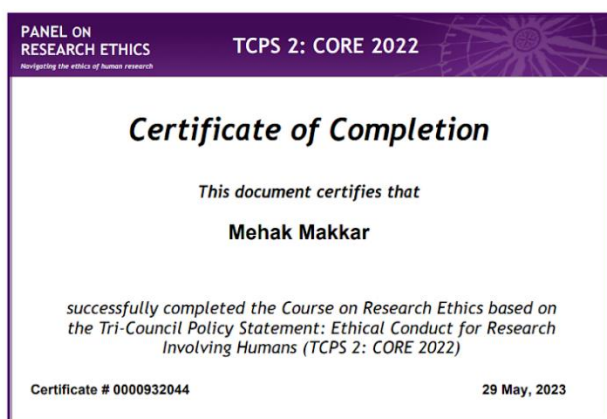 PANEL ON
RESEARCH ETHICS
Navigating the ethics of human research
TCPS 2: CORE 2022
Certificate of Completion
This document certifies that
Mehak Makkar
successfully completed the Course on Research Ethics based on
the Tri-Council Policy Statement: Ethical Conduct for Research
Involving Humans (TCPS 2: CORE 2022)
Certificate # 0000932044
29 May, 2023